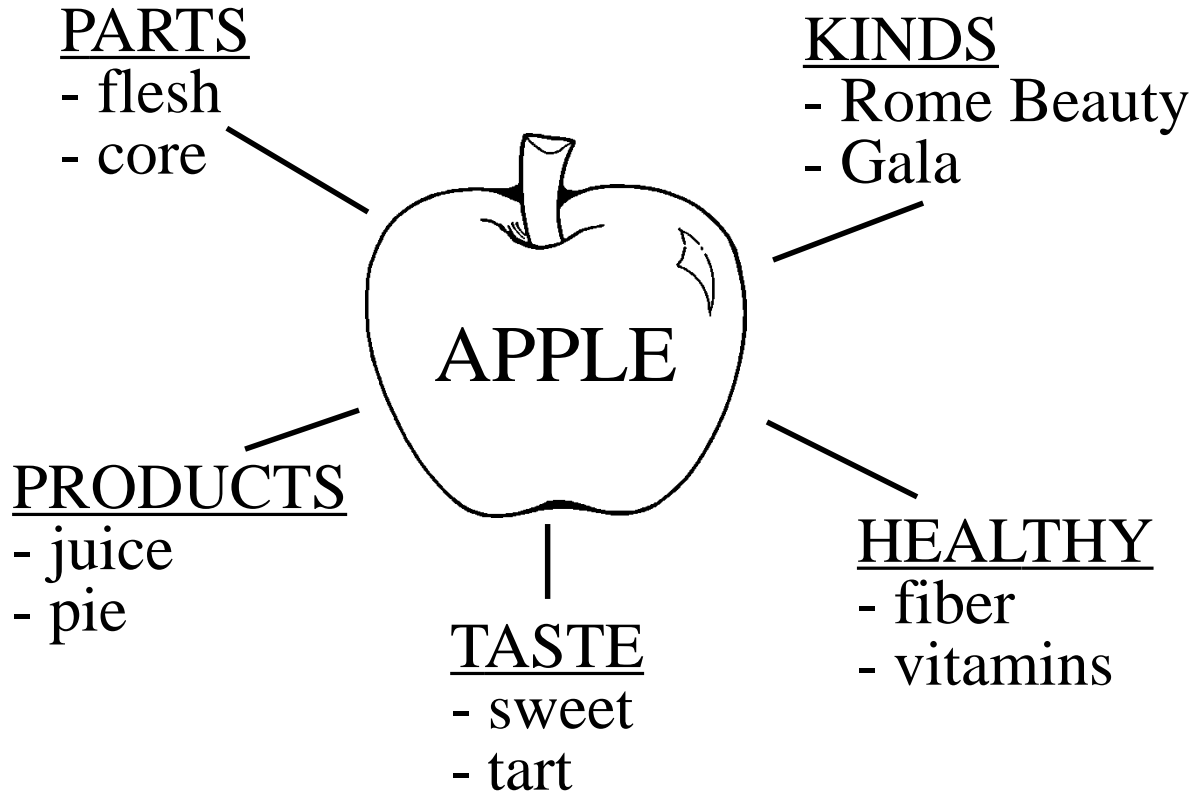 PARTS
- flesh
- core
KINDS
- Rome Beauty
- Gala
APPLE
PRODUCTS
- juice
- pie
TASTE
- sweet
- tart
HEALTHY
- fiber
- vitamins